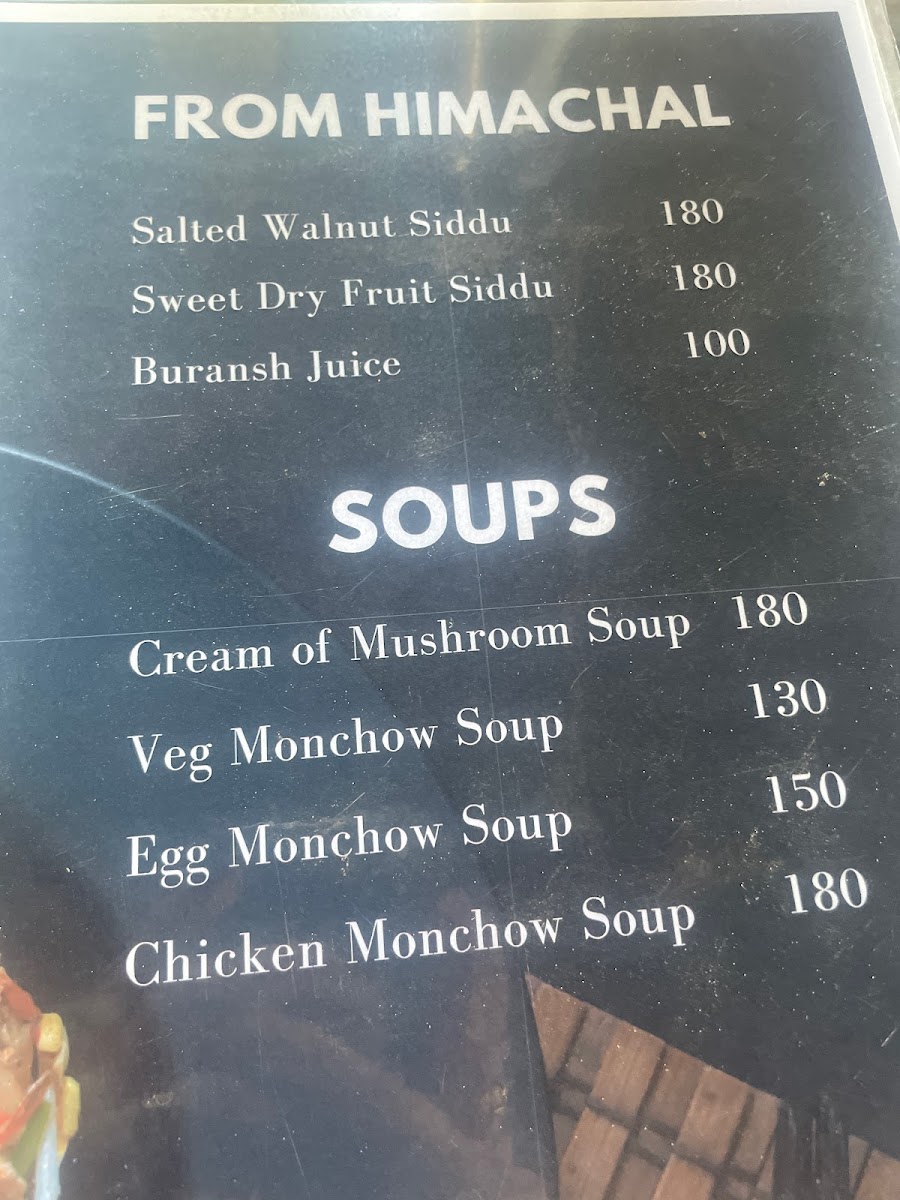 FROM HIMACHAL
Salted Walnut Siddu 180
Sweet Dry Fruit Siddu 180
Buransh Juice 100
SOUPS
Cream of Mushroom Soup 180
Veg Monchow Soup 130
Egg Monchow Soup 150
Chicken Monchow Soup 180